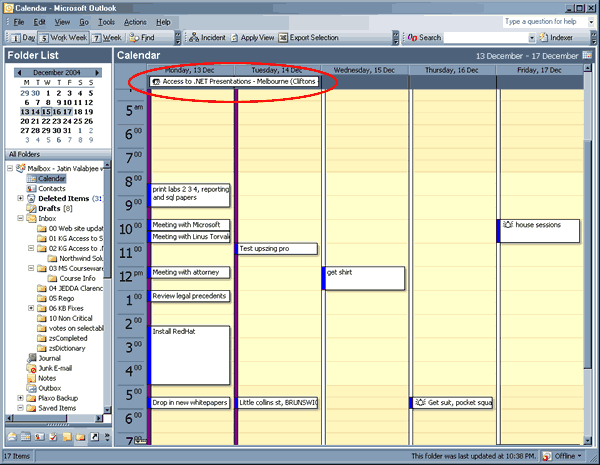 Calendar - Microsoft Outlook
File Edit View Go Tools Actions Help
Type a question for help
1 Day 5 Work Week 7 Week Find Incident Apply View Export Selection Search Indexer
Folder List
December 2004
M T W T F S S
29 30 1 2 3 4 5
6 7 8 9 10 11 12
13 14 15 16 17 18 19
20 21 22 23 24 25 26
27 28 29 30 31 1 2
3 4 5 6 7 8 9
All Folders
Mailbox - Jatin Valabjee w
Calendar
Contacts
Deleted Items (31)
Drafts [8]
Inbox
00 Web site updat
01 KG Access to S
02 KG Access to .N
Northwind Solu
03 MS Courseware
Course Info
04 JEDDA Clarenc
05 Rego
06 KB Fixes
10 Non Critical
votes on selectabl
zsCompleted
zsDictionary
Journal
Junk E-mail
Notes
Outbox
Plaxo Backup
Saved Items
Calendar
13 December - 17 December
Monday, 13 Dec Tuesday, 14 Dec Wednesday, 15 Dec Thursday, 16 Dec Friday, 17 Dec
Access to .NET Presentations - Melbourne (Cliftons -
5 am
6 00
7 00
8 00
print labs 2 3 4, reporting
and sql papers
9 00
10 00
Meeting with Microsoft
house sessions
Meeting with Linus Torvalc
11 00
Test upszing pro
12 pm
Meeting with attorney
get shirt
1 00
Review legal precedents
2 00
Install RedHat
3 00
4 00
5 00
Drop in new whitepapers
Little collins st, BRUNSWIC
Get suit, pocket squa
6 00
7 00
17 Items
This folder was last updated at 10:38 PM.
Offline